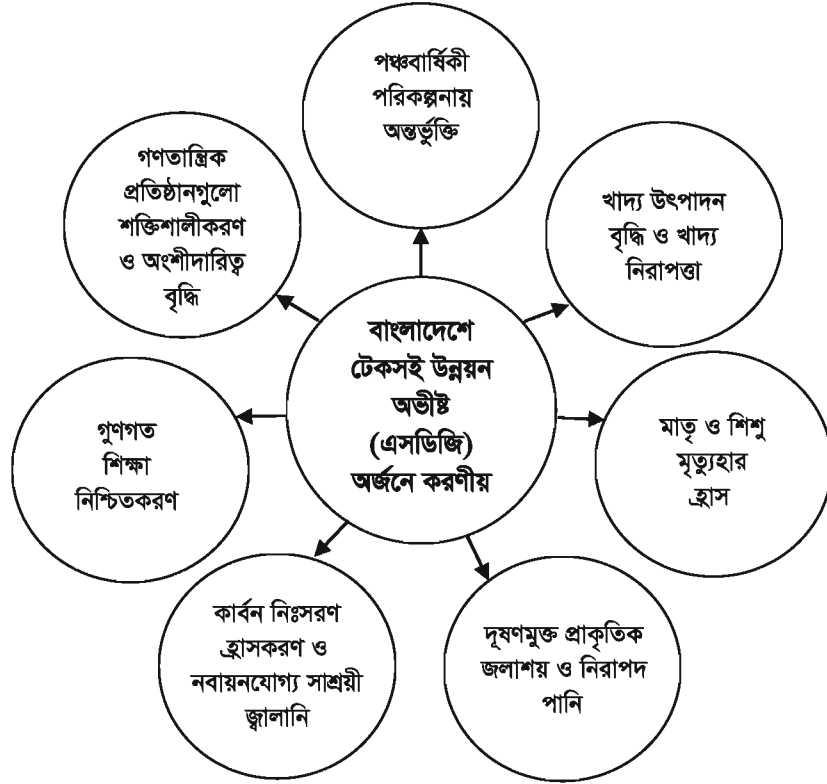 পঞ্চবার্ষিকী
পরিকল্পনায়
অন্তর্ভুক্তি
গণতান্ত্রিক
প্রতিষ্ঠানগুলো
শক্তিশালীকরণ
ও অংশীদারিত্ব
বৃদ্ধি
খাদ্য উৎপাদন
বৃদ্ধি ও খাদ্য
নিরাপত্তা
বাংলাদেশে
টেকসই উন্নয়ন
অভীষ্ট
(এসডিজি)
অর্জনে করণীয়
গুণগত
শিক্ষা
নিশ্চিতকরণ
মাতৃ ও শিশু
মৃত্যুহার
হ্রাস
কার্বন নিঃসরণ
হ্রাসকরণ ও
নবায়নযোগ্য সাশ্রয়ী
জ্বালানি
দূষণমুক্ত প্রাকৃতিক
জলাশয় ও নিরাপদ
পানি